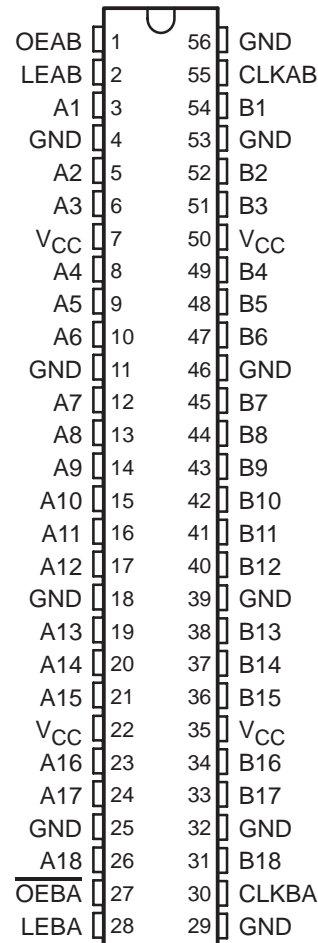 OEAB 1 56 GND
LEAB 2 55 CLKAB
A1 3 54 B1
GND 4 53 GND
A2 5 52 B2
A3 6 51 B3
VCC 7 50 VCC
A4 8 49 B4
A5 9 48 B5
A6 10 47 B6
GND 11 46 GND
A7 12 45 B7
A8 13 44 B8
A9 14 43 B9
A10 15 42 B10
A11 16 41 B11
A12 17 40 B12
GND 18 39 GND
A13 19 38 B13
A14 20 37 B14
A15 21 36 B15
VCC 22 35 VCC
A16 23 34 B16
A17 24 33 B17
GND 25 32 GND
A18 26 31 B18
O̅E̅B̅A̅ 27 30 CLKBA
LEBA 28 29 GND